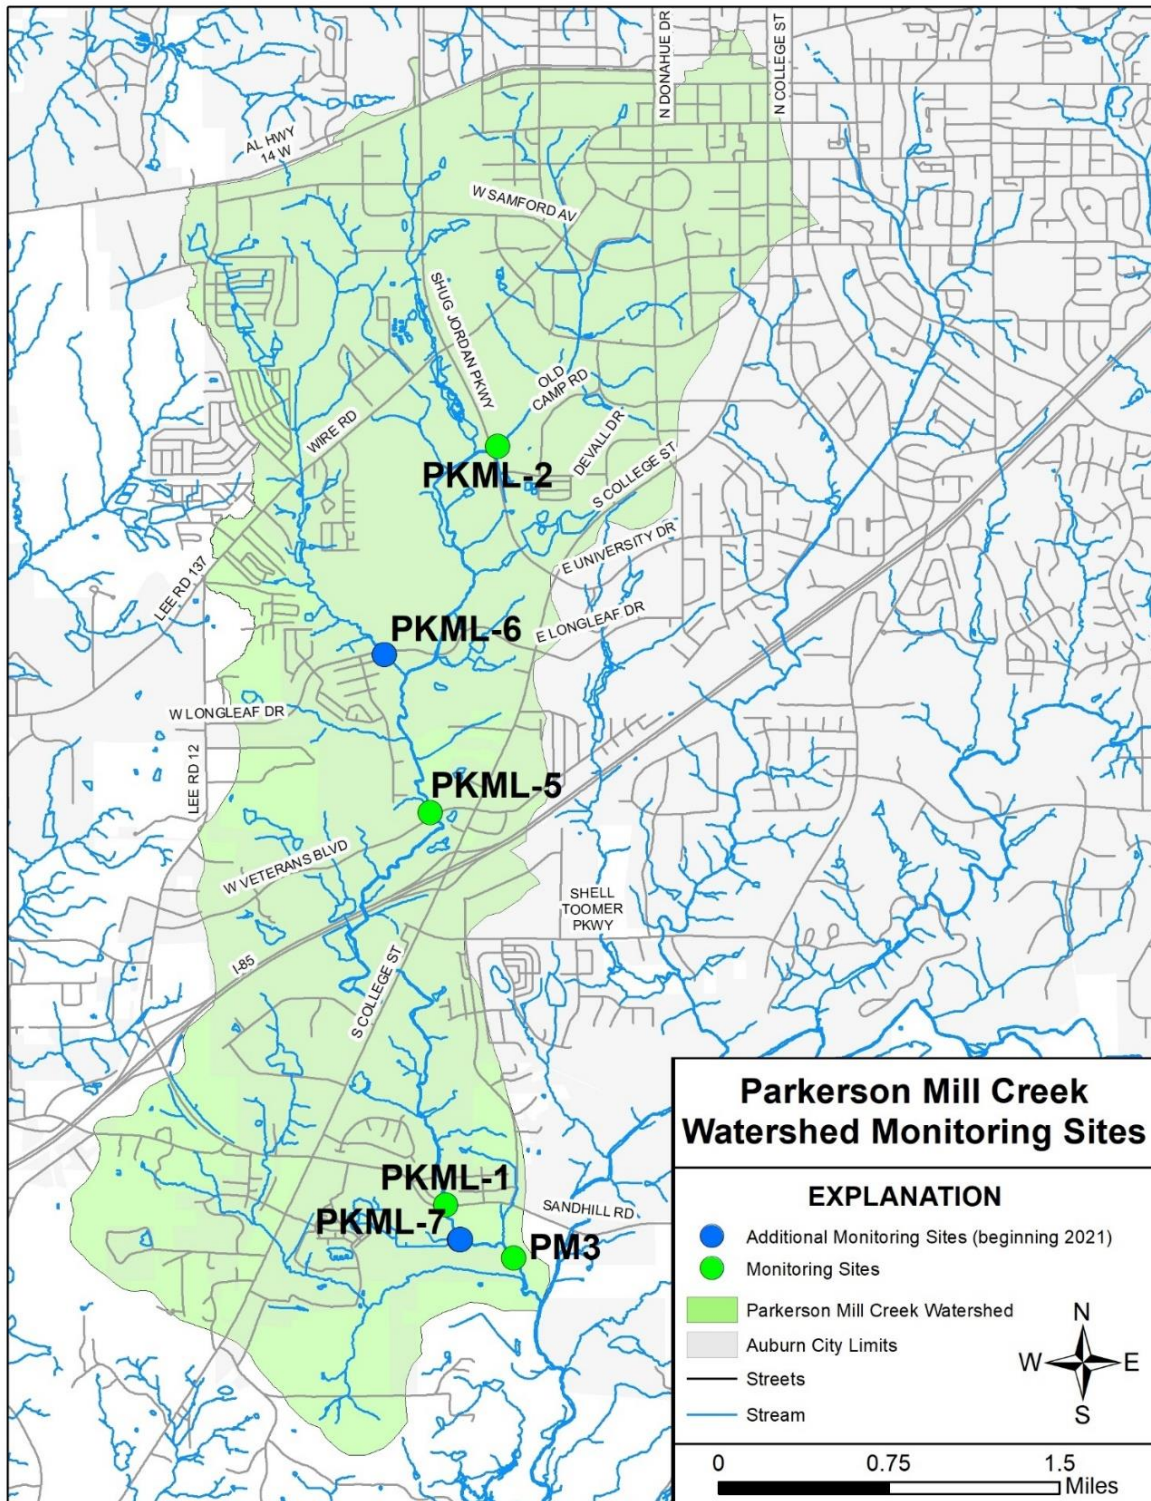 N DONAHUE DR
N COLLEGE ST
AL HWY
14 W
W SAMFORD AV
SHUG JORDAN PKWY
OLD
CAMP RD
WIRE RD
DEVALL DR
PKML-2
S COLLEGE ST
E UNIVERSITY DR
LEE RD 137
PKML-6
E LONGLEAF DR
W LONGLEAF DR
LEE RD 12
PKML-5
W VETERANS BLVD
SHELL
TOOMER
PKWY
I-85
S COLLEGE ST
PKML-1
PKML-7
SANDHILL RD
PM3
Parkerson Mill Creek
Watershed Monitoring Sites
EXPLANATION
Additional Monitoring Sites (beginning 2021)
Monitoring Sites
Parkerson Mill Creek Watershed
Auburn City Limits
Streets
Stream
N
W E
S
0 0.75 1.5
Miles